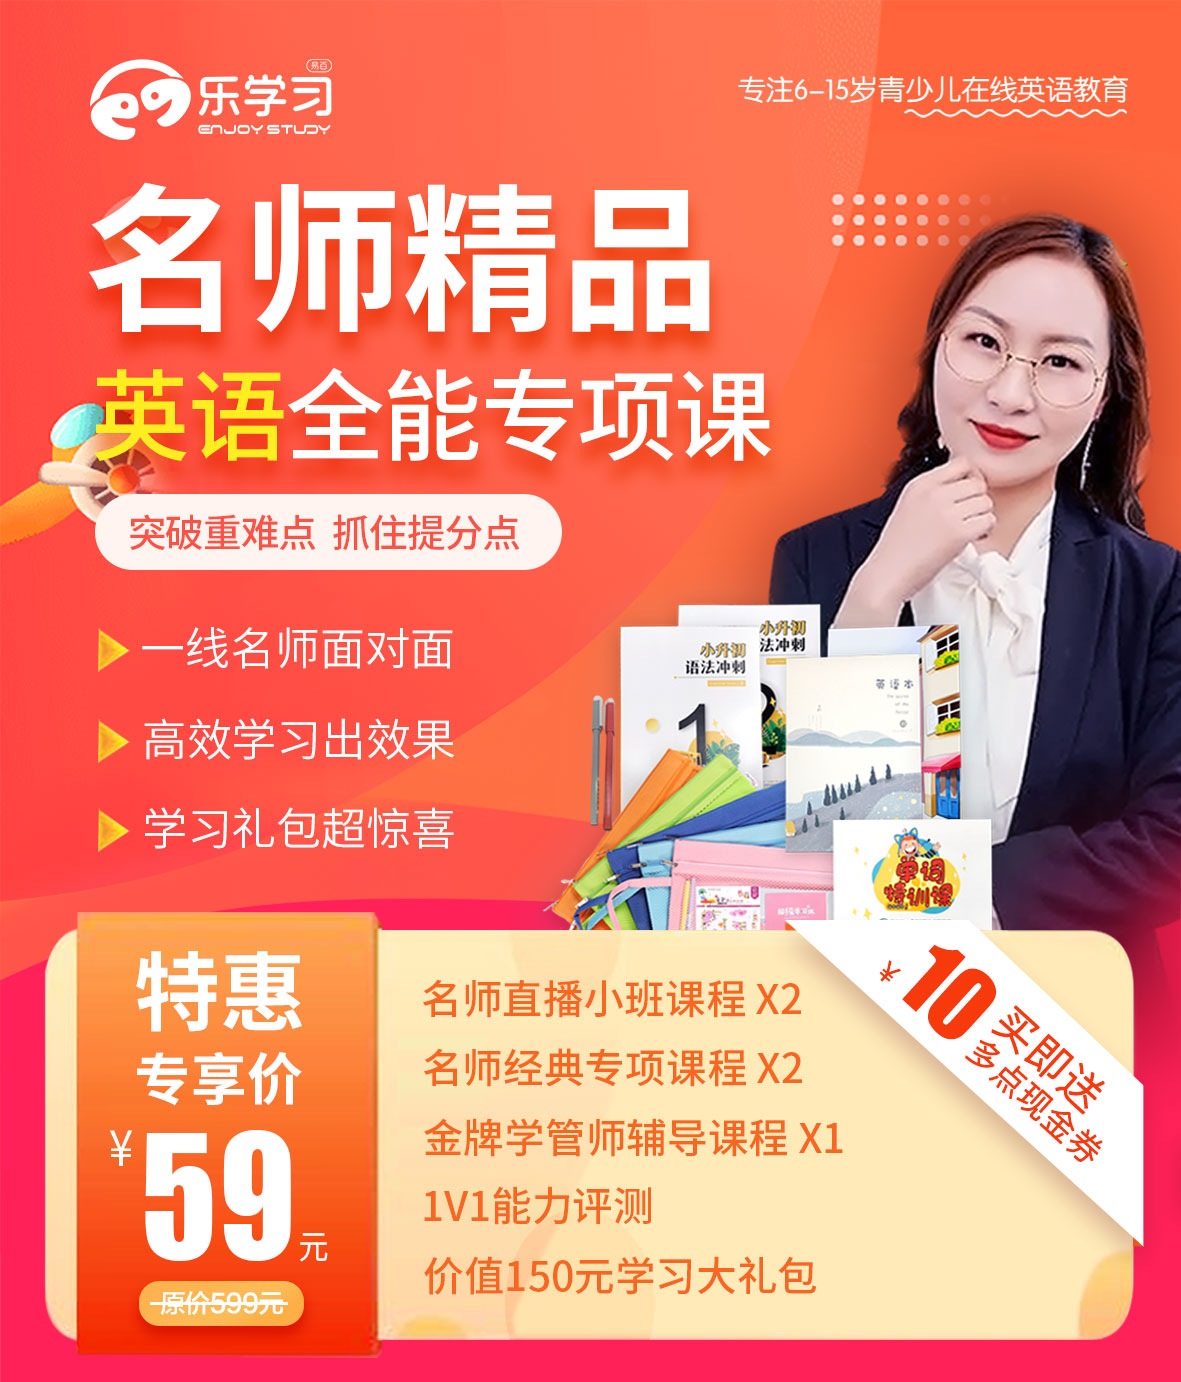 易百
乐学习
ENJOY STUDY
专注6-15岁青少儿在线英语教育
名师精品
英语全能专项课
突破重难点 抓住提分点
一线名师面对面
高效学习出效果
学习礼包超惊喜
小升初
语法冲刺
1
小升初
法冲刺
英语本
单词
特训课
特惠
专享价
¥59元
原价599元
名师直播小班课程 X2
名师经典专项课程 X2
金牌学管师辅导课程 X1
1V1能力评测
价值150元学习大礼包
¥10
买即送
多点现金券